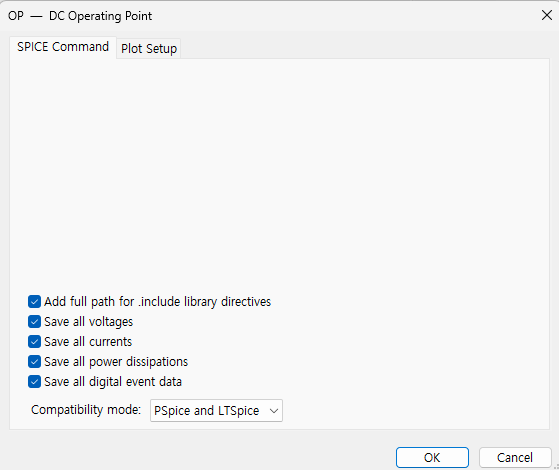 OP — DC Operating Point
SPICE Command
Plot Setup
Add full path for .include library directives
Save all voltages
Save all currents
Save all power dissipations
Save all digital event data
Compatibility mode: PSpice and LTSpice
OK
Cancel